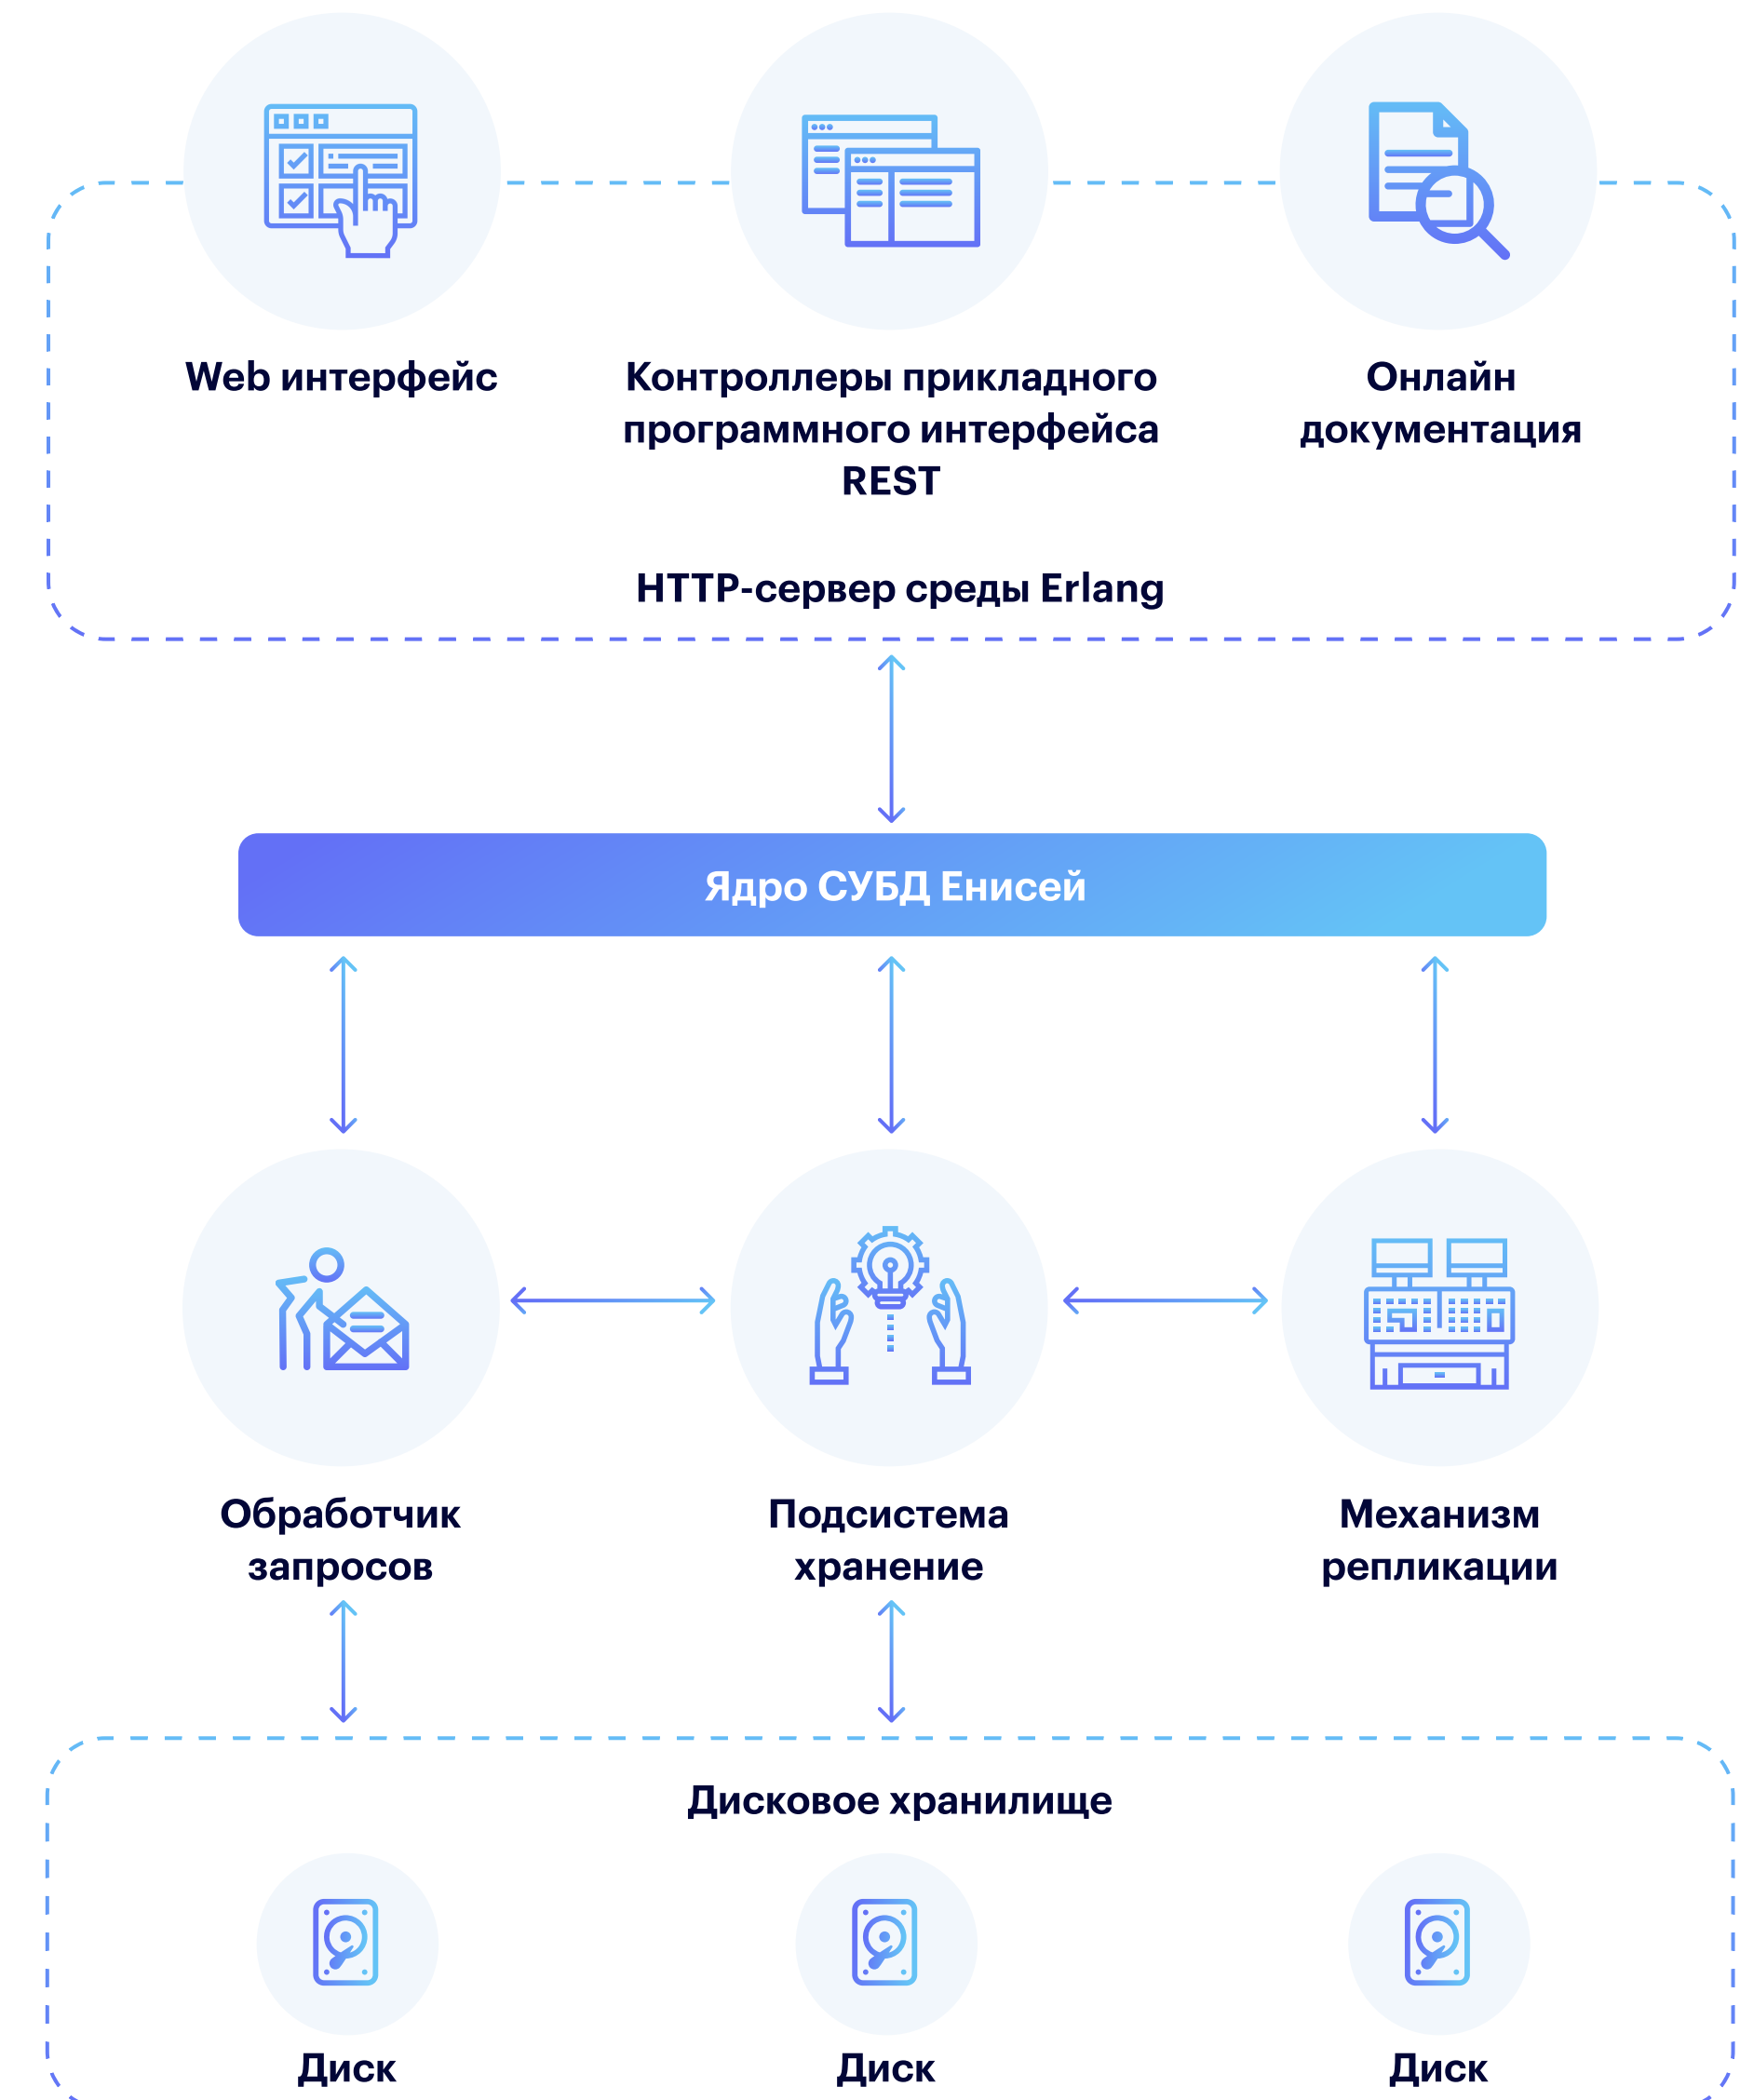 Web интерфейс
Контроллеры прикладного
программного интерфейса
REST
Онлайн
документация
HTTP-сервер среды Erlang
Ядро СУБД Енисей
Обработчик
запросов
Подсистема
хранение
Механизм
репликации
Дисковое хранилище
Диск
Диск
Диск